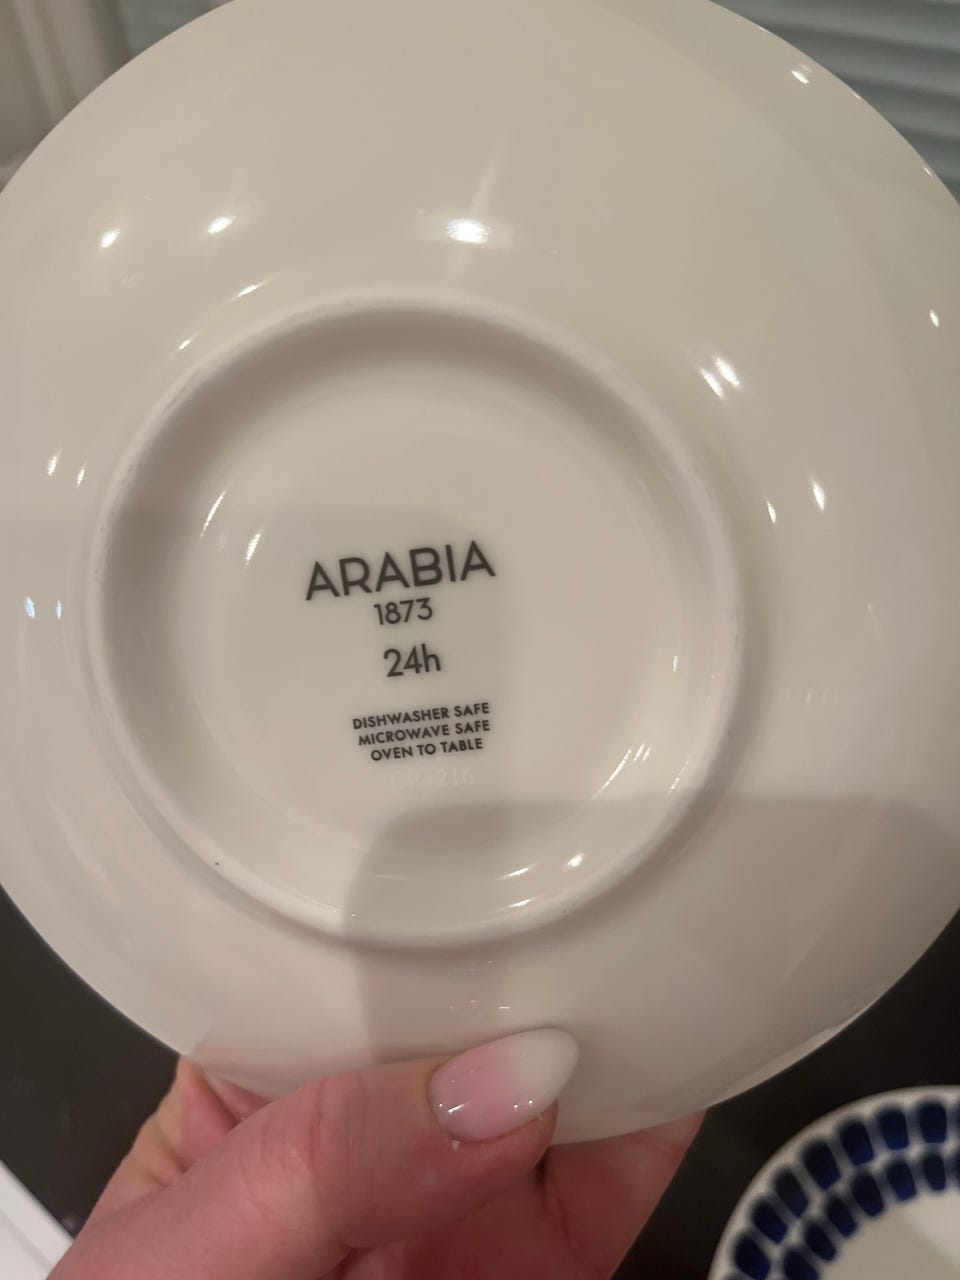 ARABIA
1873
24h
DISHWASHER SAFE
MICROWAVE SAFE
OVEN TO TABLE